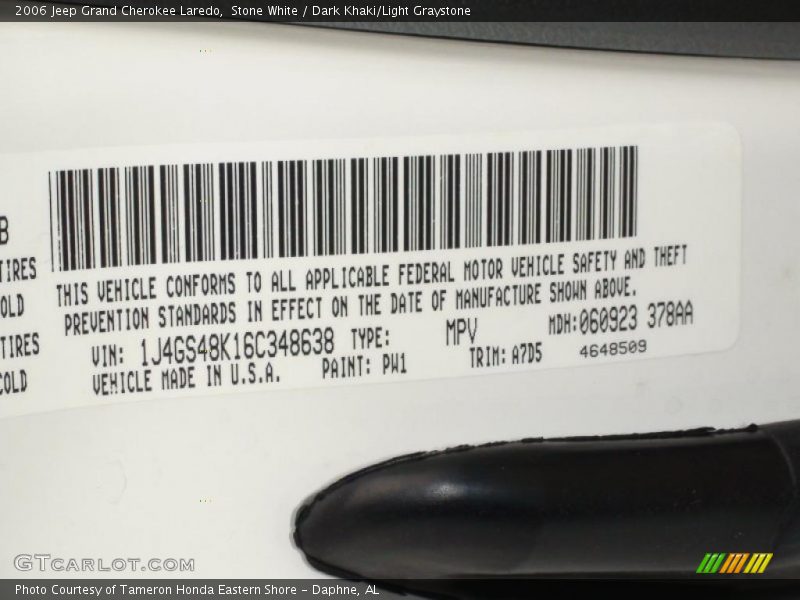 2006 Jeep Grand Cherokee Laredo, Stone White / Dark Khaki/Light Graystone
B
TIRES
OLD
TIRES
COLD
THIS VEHICLE CONFORMS TO ALL APPLICABLE FEDERAL MOTOR VEHICLE SAFETY AND THEFT
PREVENTION STANDARDS IN EFFECT ON THE DATE OF MANUFACTURE SHOWN ABOVE.
VIN: 1J4GS48K16C348638 TYPE: MPV MDH:060923 378AA
VEHICLE MADE IN U.S.A. PAINT: PW1 TRIM: A7D5 4648509
GTCARLOT.COM
Photo Courtesy of Tameron Honda Eastern Shore - Daphne, AL